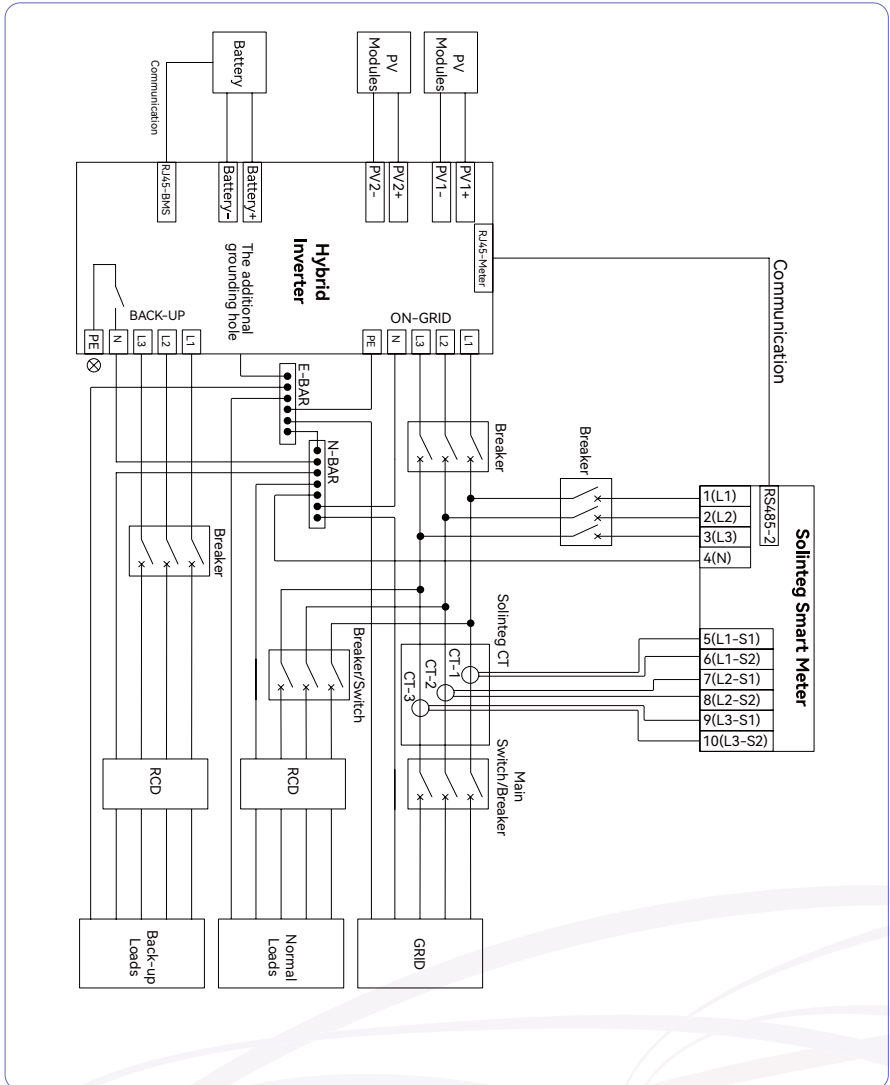 Battery
Communication
PV
Modules
PV
Modules
RJ45-BMS
Battery-
Battery+
PV2-
PV2+
PV1-
PV1+
RJ45-Meter
Hybrid
Inverter
The additional
grounding hole
BACK-UP
ON-GRID
PE
N
L3
L2
L1
PE
N
L3
L2
L1
Communication
E-BAR
N-BAR
Breaker
Breaker
Breaker
Breaker/Switch
RS485-2
Solinteg Smart Meter
1(L1)
2(L2)
3(L3)
4(N)
5(L1-S1)
6(L1-S2)
7(L2-S1)
8(L2-S2)
9(L3-S1)
10(L3-S2)
Solinteg CT
CT-1
CT-2
CT-3
Main
Switch/Breaker
RCD
RCD
Back-up
Loads
Normal
Loads
GRID